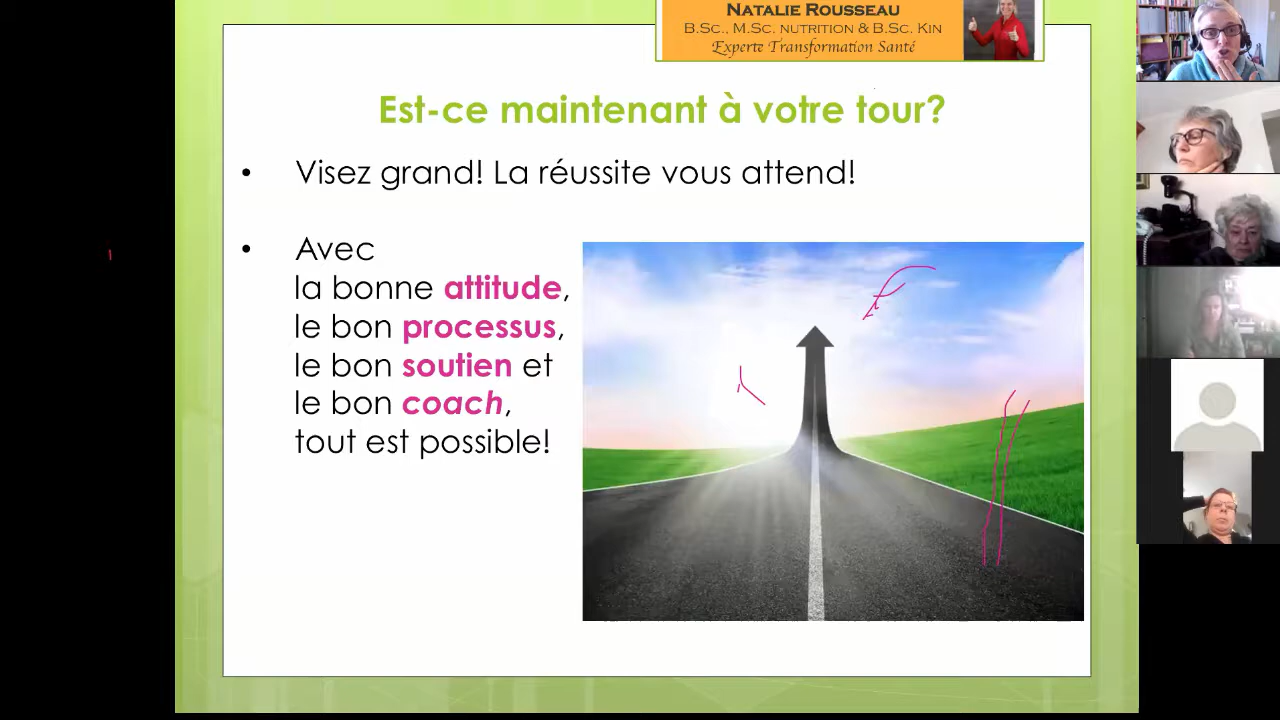 NATALIE ROUSSEAU
B.SC., M.SC. NUTRITION & B.SC. KIN
Experte Transformation Santé
Est-ce maintenant à votre tour?
• Visez grand! La réussite vous attend!
• Avec
la bonne attitude,
le bon processus,
le bon soutien et
le bon coach,
tout est possible!